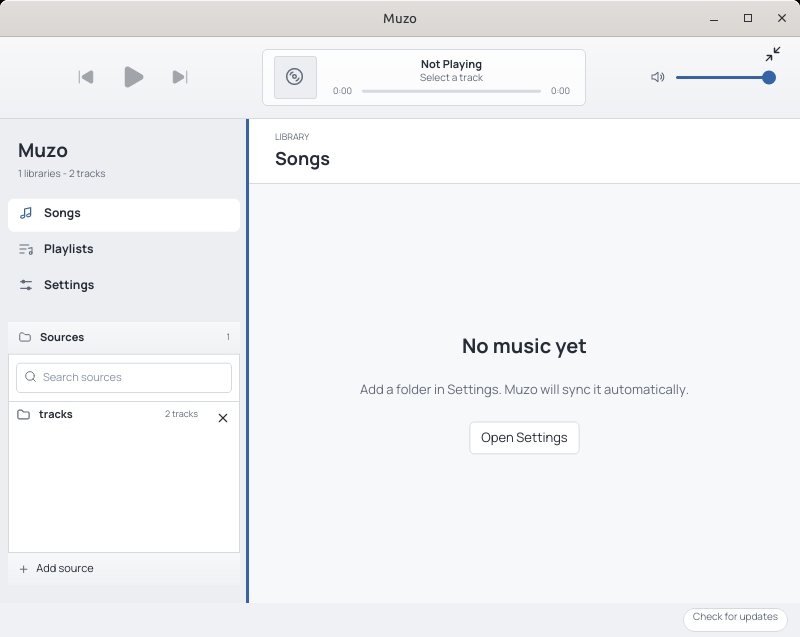 Muzo
Not Playing
Select a track
0:00
0:00
Muzo
1 libraries - 2 tracks
Songs
Playlists
Settings
Sources
1
Search sources
tracks
2 tracks
Add source
LIBRARY
Songs
No music yet
Add a folder in Settings. Muzo will sync it automatically.
Open Settings
Check for updates